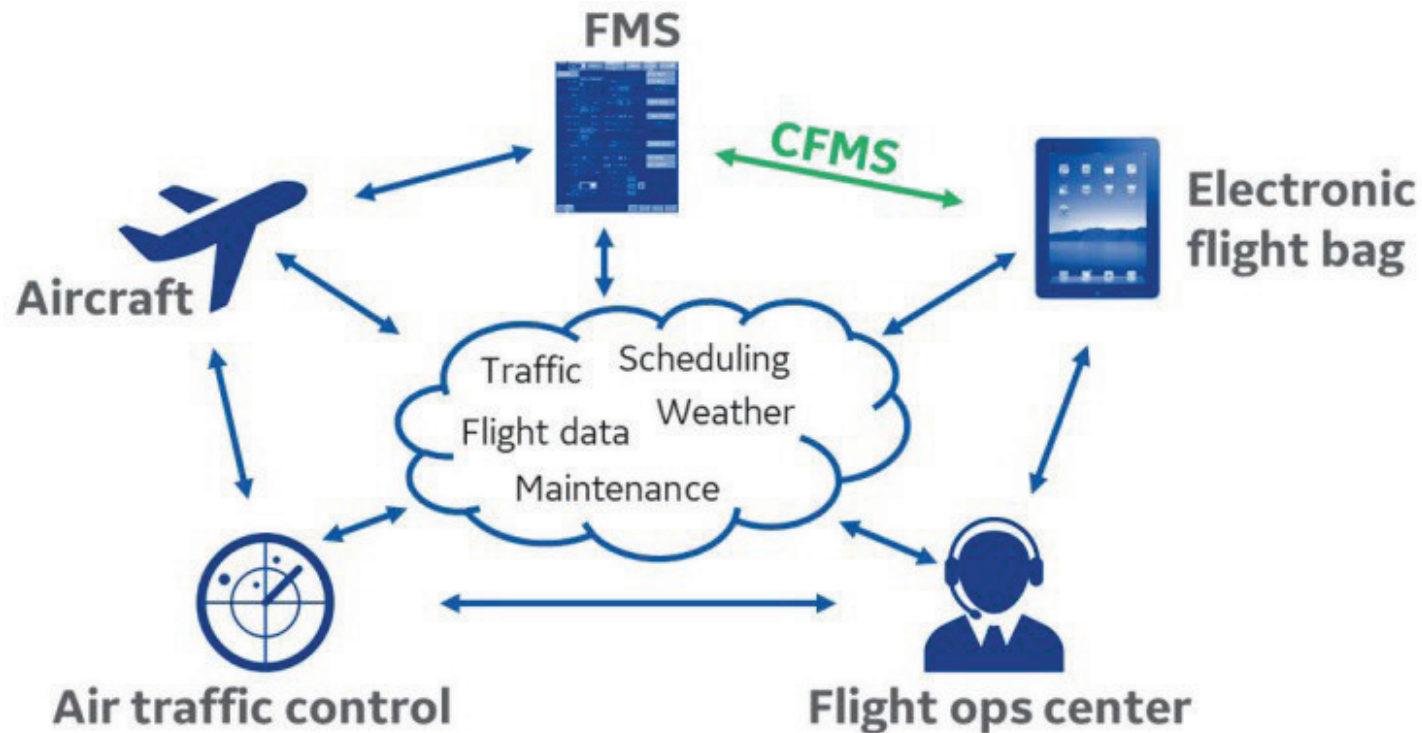 FMS
CFMS
Electronic
flight bag
Aircraft
Traffic
Scheduling
Flight data
Weather
Maintenance
Air traffic control
Flight ops center